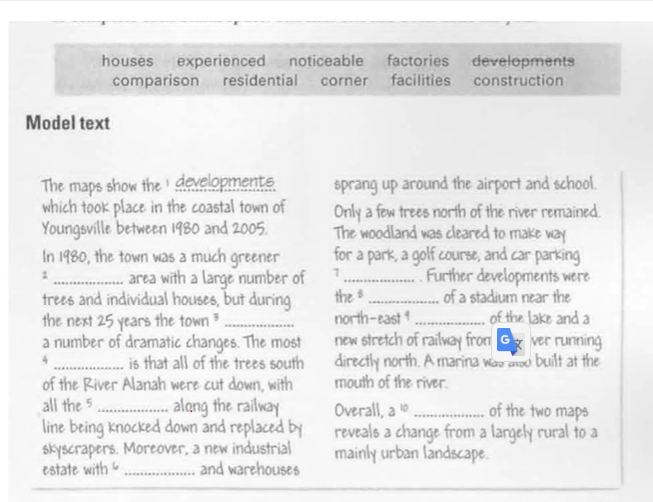 houses experienced noticeable factories developments
comparison residential corner facilities construction
Model text
The maps show the 1 developments
which took place in the coastal town of
Youngsville between 1980 and 2005.
In 1980, the town was a much greener
2 .................. area with a large number of
trees and individual houses, but during
the next 25 years the town 3 ..................
a number of dramatic changes. The most
4 .................. is that all of the trees south
of the River Alanah were cut down, with
all the 5 .................. along the railway
line being knocked down and replaced by
skyscrapers. Moreover, a new industrial
estate with 6 .................. and warehouses
sprang up around the airport and school.
Only a few trees north of the river remained.
The woodland was cleared to make way
for a park, a golf course, and car parking
7 .................. . Further developments were
the 8 .................. of a stadium near the
north-east 9 .................. of the lake and a
new stretch of railway from ver running
directly north. A marina was also built at the
mouth of the river.
Overall, a 10 .................. of the two maps
reveals a change from a largely rural to a
mainly urban landscape.